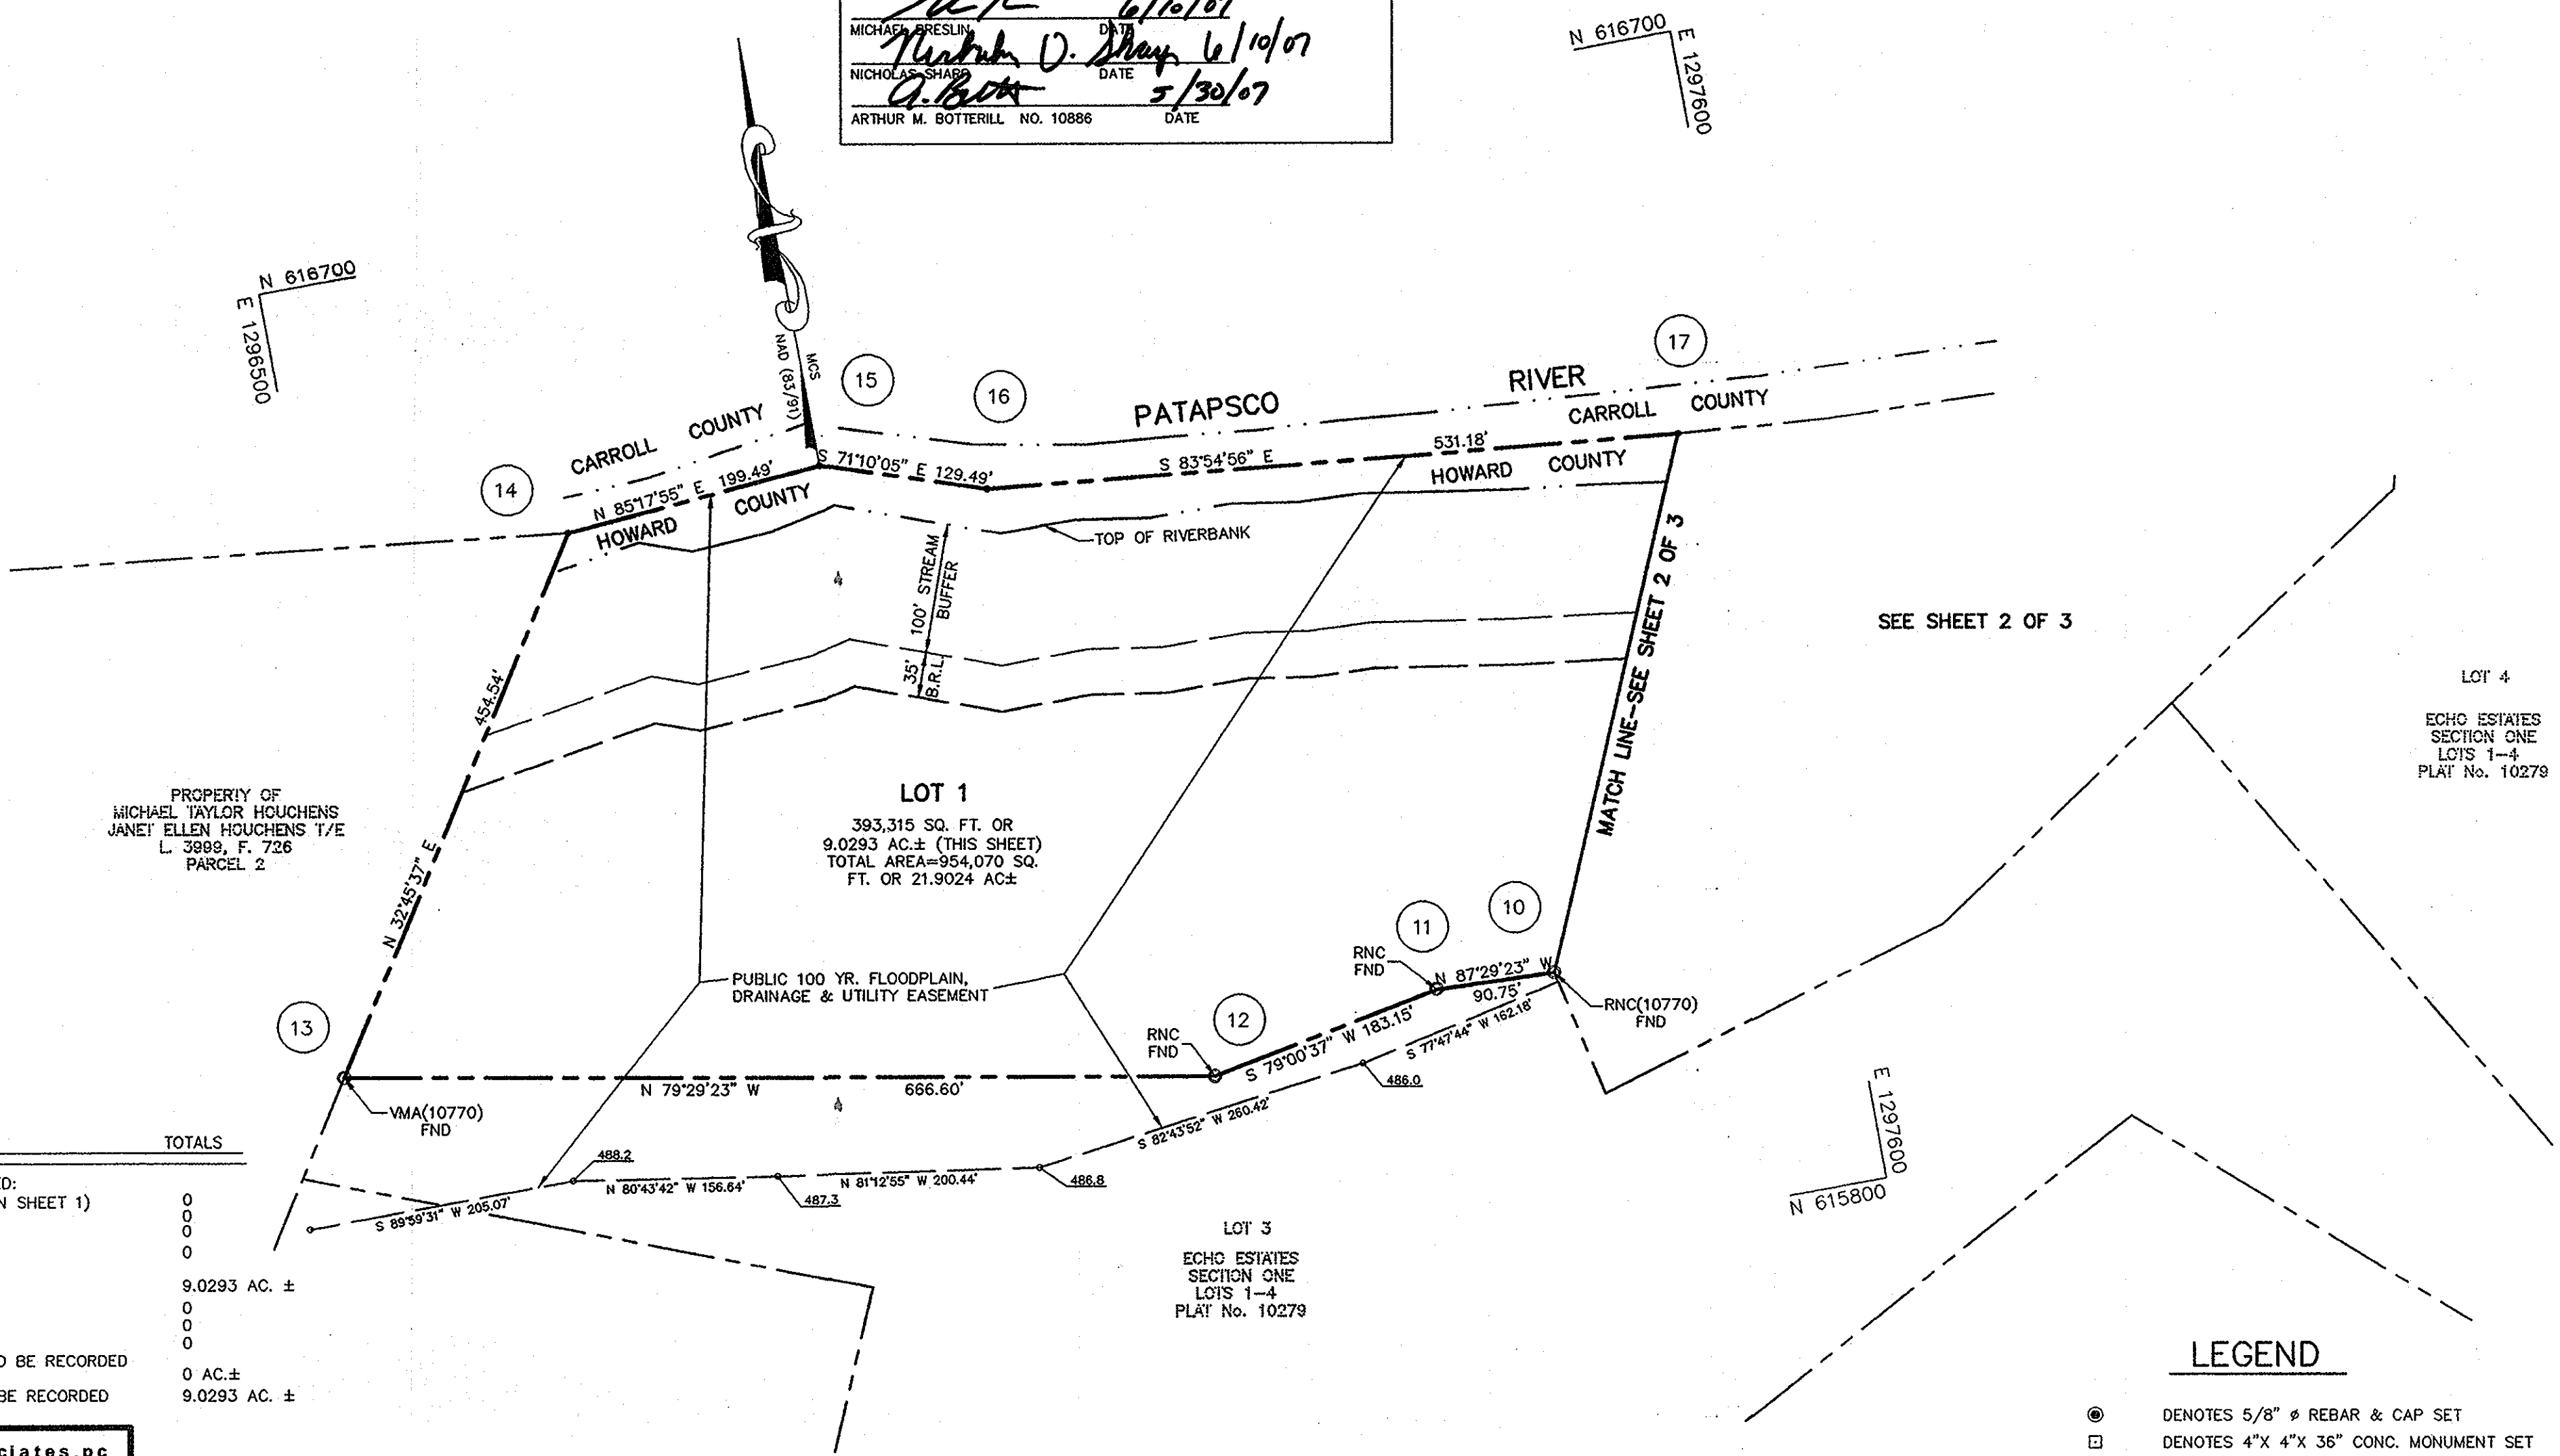 6/10/07
MICHAEL BRESLIN DATE
Nicholas D. Sharp 6/10/07
NICHOLAS SHARP DATE
A. Bott 5/30/07
ARTHUR M. BOTTERILL NO. 10886 DATE
N 616700
E 1297600
N 616700
E 1296500
MCS
NAD (83/91)
14
15
16
17
CARROLL COUNTY
PATAPSCO RIVER
CARROLL COUNTY
N 85°17'55" E 199.49'
HOWARD COUNTY
S 71°10'05" E 129.49'
S 83°54'56" E 531.18'
HOWARD COUNTY
TOP OF RIVERBANK
100' STREAM
BUFFER
35'
B.R.L.
MATCH LINE-SEE SHEET 2 OF 3
SEE SHEET 2 OF 3
LOT 4
ECHO ESTATES
SECTION ONE
LOTS 1-4
PLAT No. 10279
454.54'
N 32°45'37" E
PROPERTY OF
MICHAEL TAYLOR HOUCHENS
JANET ELLEN HOUCHENS T/E
L. 3999, F. 726
PARCEL 2
LOT 1
393,315 SQ. FT. OR
9.0293 AC.± (THIS SHEET)
TOTAL AREA=954,070 SQ.
FT. OR 21.9024 AC±
PUBLIC 100 YR. FLOODPLAIN,
DRAINAGE & UTILITY EASEMENT
10
11
12
13
RNC
FND
N 87°29'23" W
90.75'
RNC(10770)
FND
RNC
FND
S 79°00'37" W 183.15'
S 77°47'44" W 162.18'
486.0
N 79°29'23" W 666.60'
VMA(10770)
FND
S 82°43'52" W 260.42'
488.2
N 80°43'42" W 156.64'
487.3
N 81°12'55" W 200.44'
486.8
S 89°59'31" W 205.07'
E 1297600
N 615800
LOT 3
ECHO ESTATES
SECTION ONE
LOTS 1-4
PLAT No. 10279
TOTALS
ED:
N SHEET 1) 0
0
0
0
9.0293 AC. ±
0
0
0
O BE RECORDED
0 AC.±
BE RECORDED 9.0293 AC. ±
ciates,pc
LEGEND
DENOTES 5/8" ø REBAR & CAP SET
DENOTES 4"X 4"X 36" CONC. MONUMENT SET